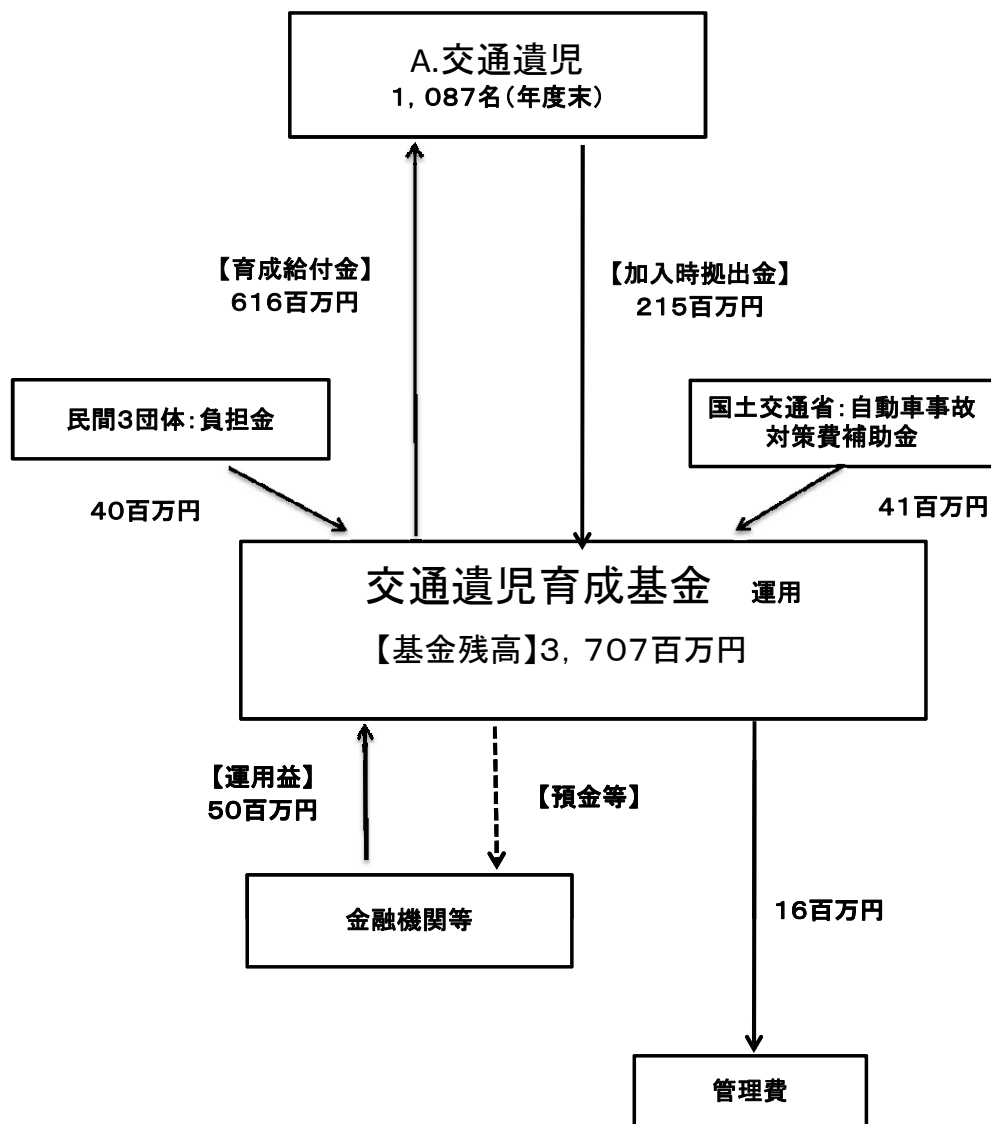 A.交通遺児
1,087名(年度末)
【育成給付金】
616百万円
【加入時拠出金】
215百万円
民間3団体:負担金
国土交通省:自動車事故
対策費補助金
40百万円
41百万円
交通遺児育成基金 運用
【基金残高】3,707百万円
【運用益】
50百万円
【預金等】
金融機関等
16百万円
管理費